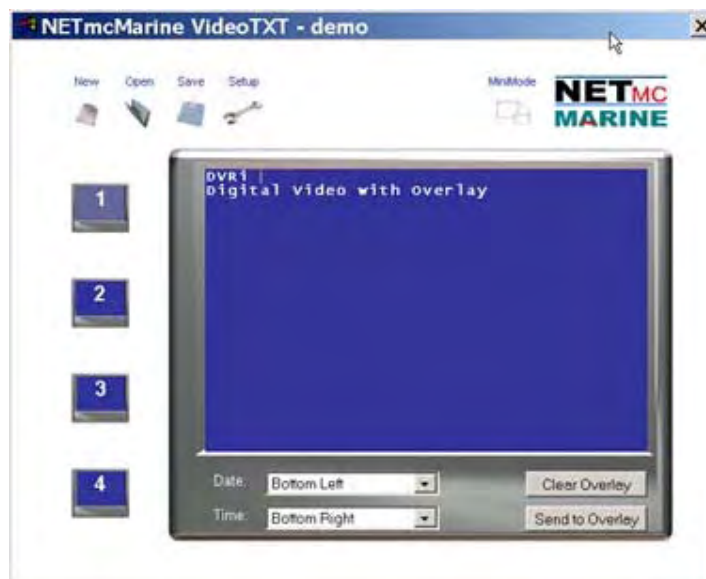 NETmcMarine VideoTXT - demo
New Open Save Setup MiniMode
NETMC
MARINE
DVRi
Digital Video with Overlay
1
2
3
4
Date: Bottom Left Clear Overlay
Time: Bottom Right Send to Overlay